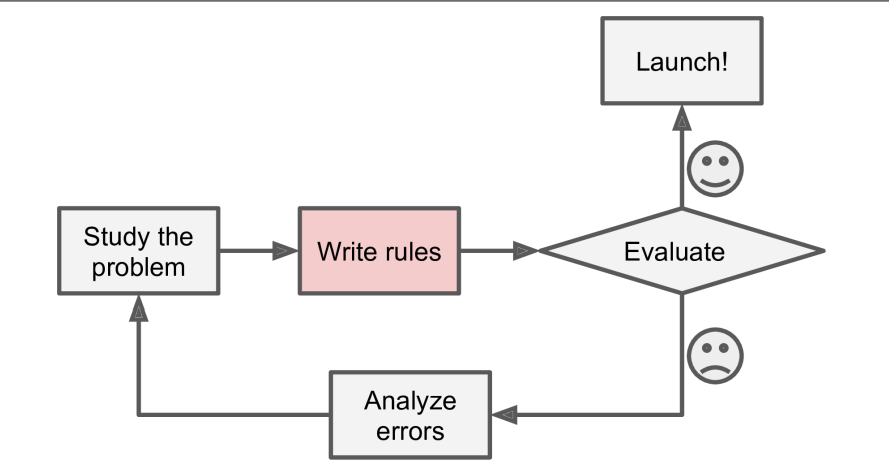 Launch!
Study the
problem
Write rules
Evaluate
Analyze
errors